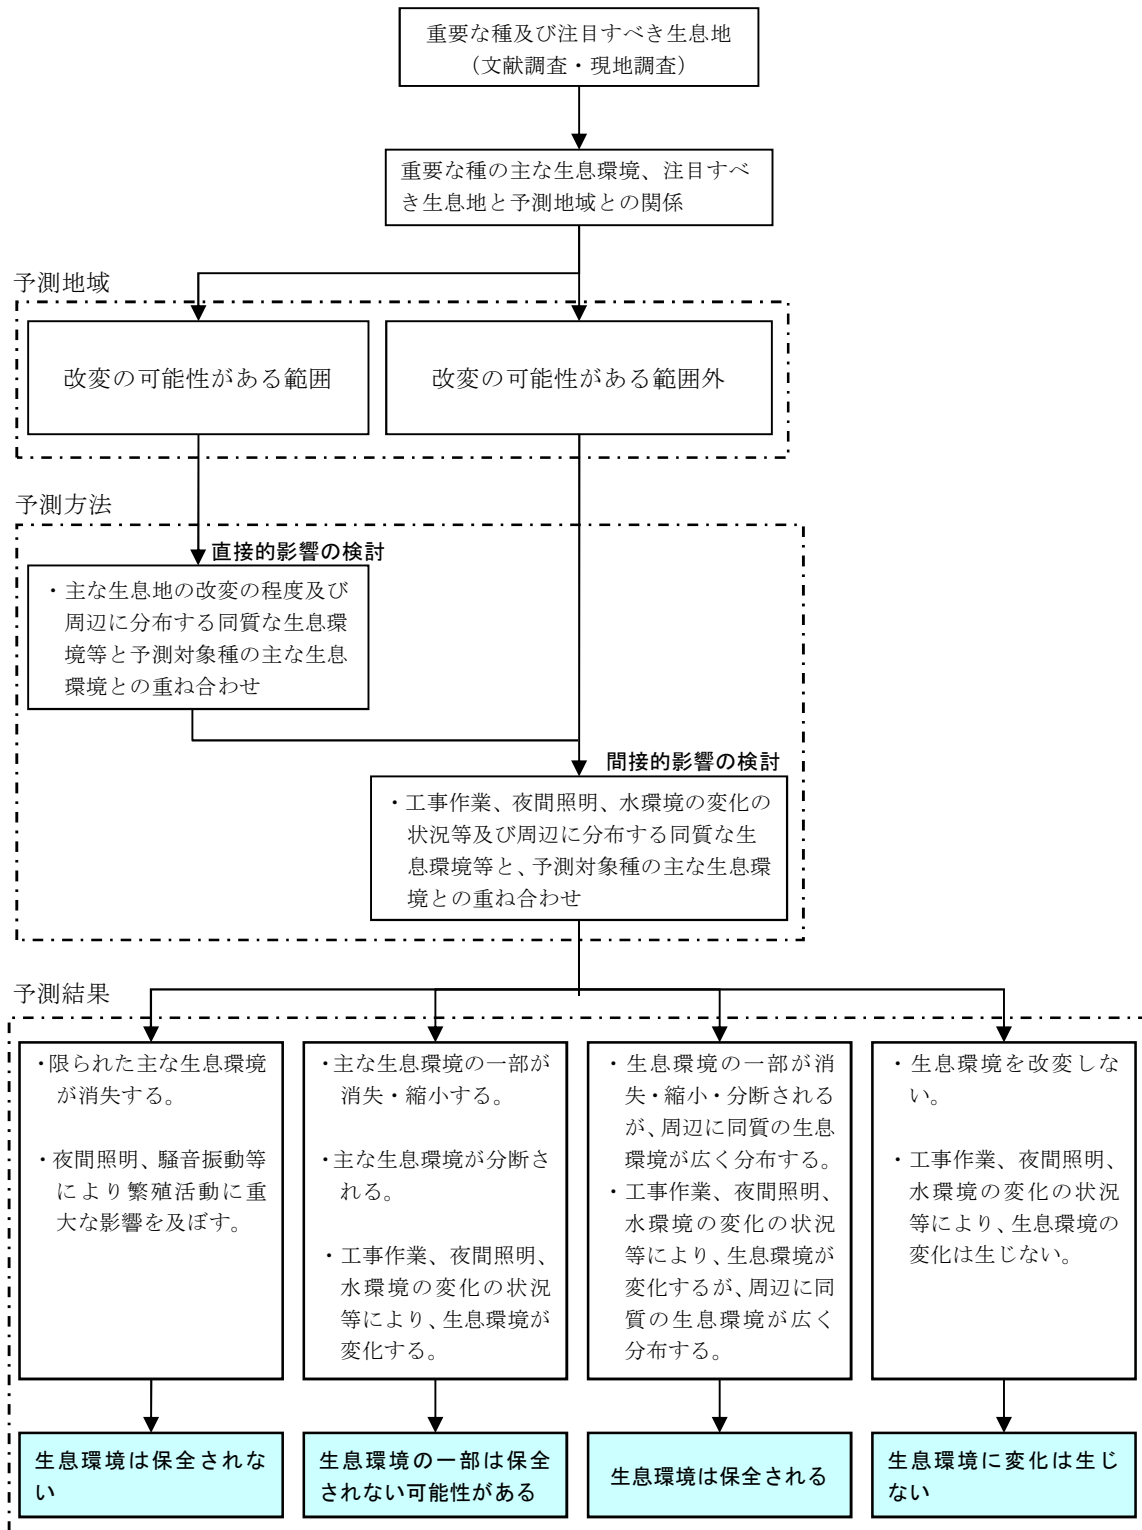 重要な種及び注目すべき生息地
（文献調査・現地調査）
重要な種の主な生息環境、注目すべ
き生息地と予測地域との関係
予測地域
改変の可能性がある範囲
改変の可能性がある範囲外
予測方法
直接的影響の検討
・主な生息地の改変の程度及び
周辺に分布する同質な生息環
境等と予測対象種の主な生息
環境との重ね合わせ
間接的影響の検討
・工事作業、夜間照明、水環境の変化の
状況等及び周辺に分布する同質な生
息環境等と、予測対象種の主な生息環
境との重ね合わせ
予測結果
・限られた主な生息環境
が消失する。
・夜間照明、騒音振動等
により繁殖活動に重
大な影響を及ぼす。
・主な生息環境の一部が
消失・縮小する。
・主な生息環境が分断さ
れる。
・工事作業、夜間照明、
水環境の変化の状況
等により、生息環境が
変化する。
・生息環境の一部が消
失・縮小・分断される
が、周辺に同質の生息
環境が広く分布する。
・工事作業、夜間照明、
水環境の変化の状況
等により、生息環境が
変化するが、周辺に同
質の生息環境が広く
分布する。
・生息環境を改変しな
い。
・工事作業、夜間照明、
水環境の変化の状況
等により、生息環境の
変化は生じない。
生息環境は保全されな
い
生息環境の一部は保全
されない可能性がある
生息環境は保全される
生息環境に変化は生じ
ない